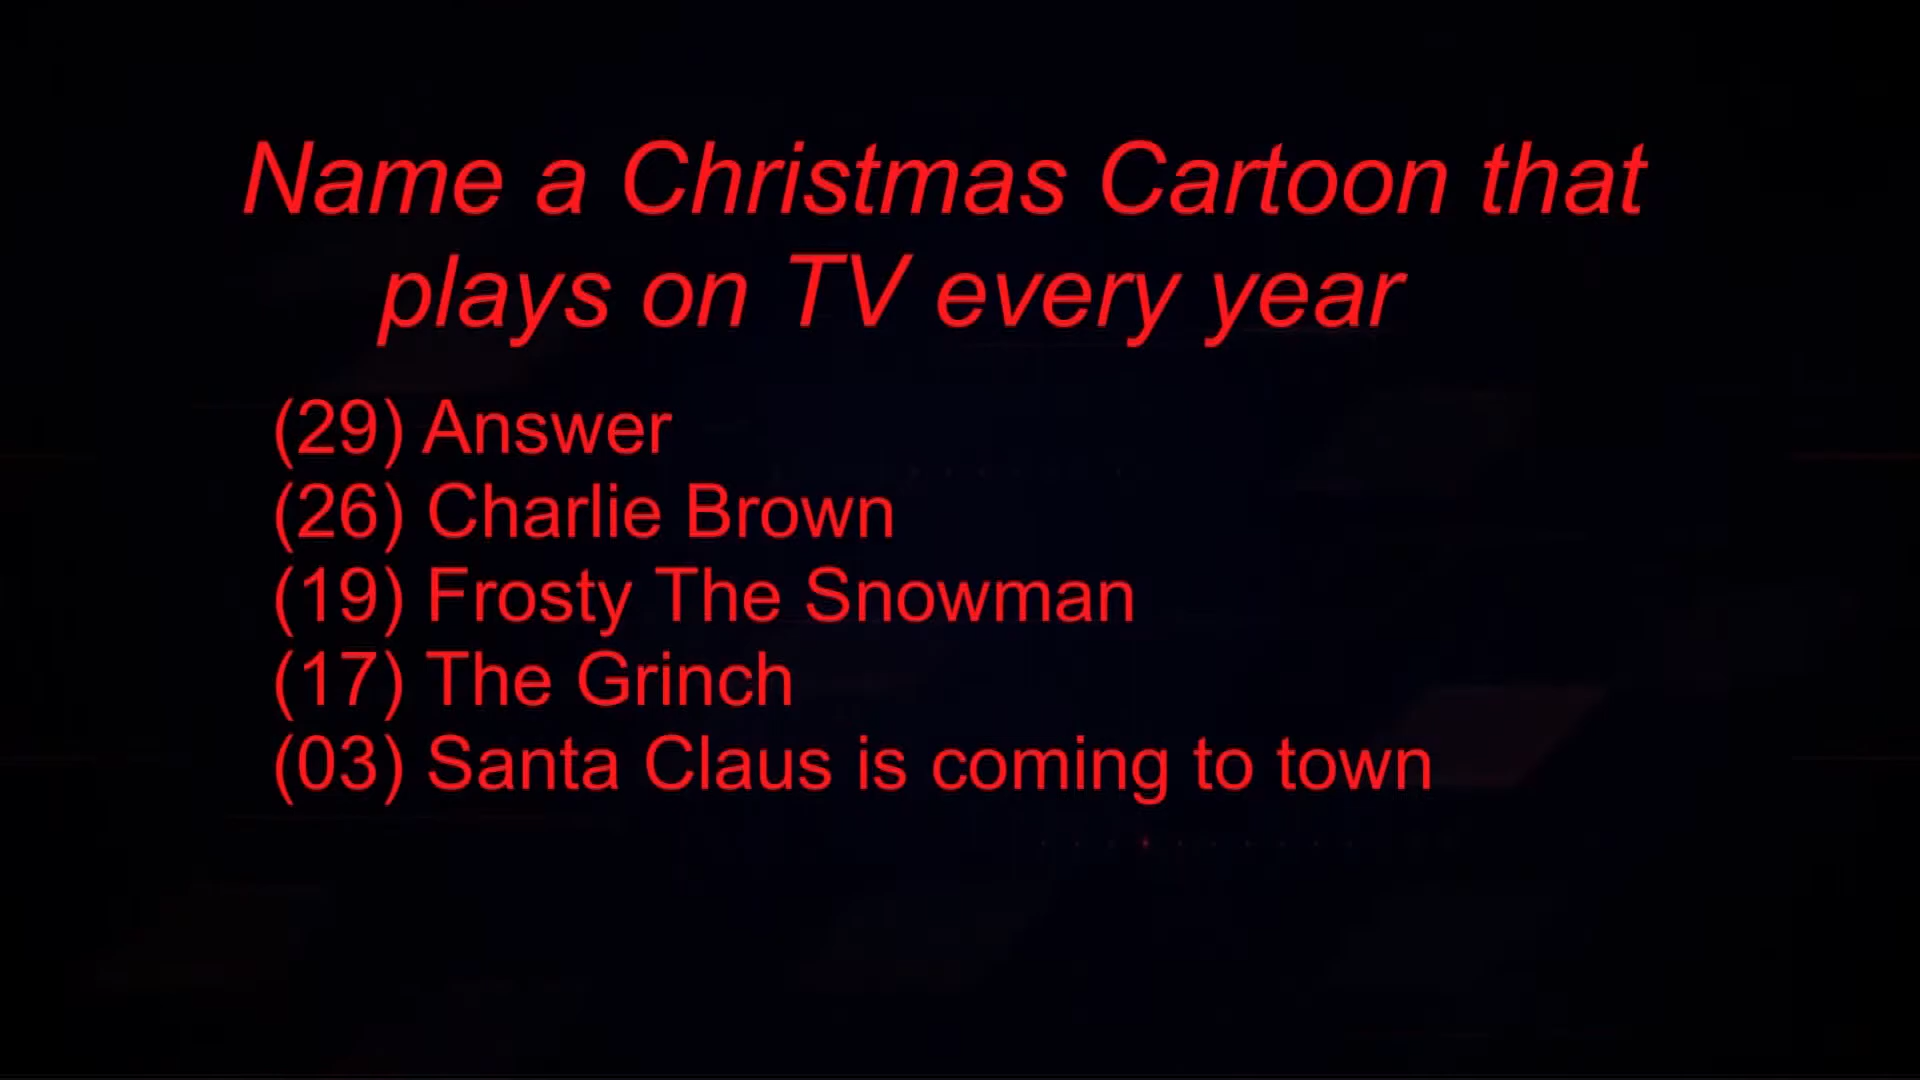 Name a Christmas Cartoon that
plays on TV every year
(29) Answer
(26) Charlie Brown
(19) Frosty The Snowman
(17) The Grinch
(03) Santa Claus is coming to town